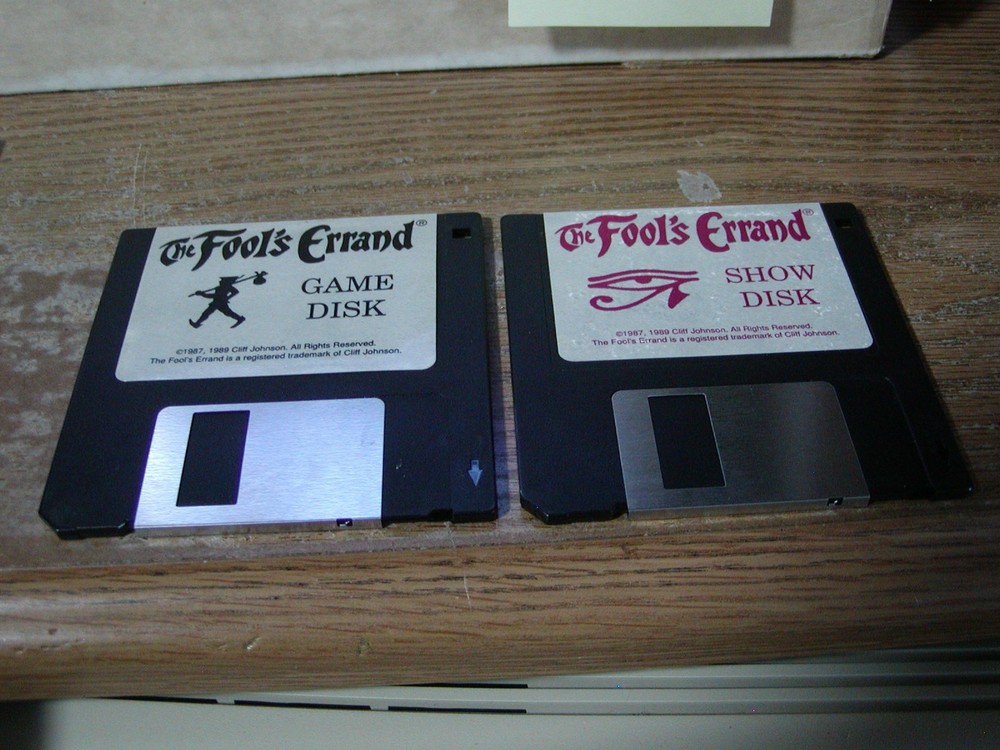 The Fool's Errand®
GAME
DISK
©1987, 1989 Cliff Johnson. All Rights Reserved.
The Fool's Errand is a registered trademark of Cliff Johnson.
The Fool's Errand®
SHOW
DISK
©1987, 1989 Cliff Johnson. All Rights Reserved.
The Fool's Errand is a registered trademark of Cliff Johnson.